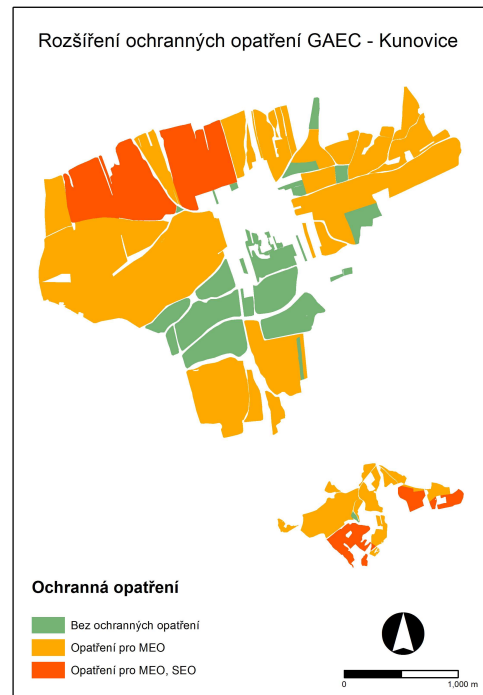 Rozšíření ochranných opatření GAEC - Kunovice
Ochranná opatření
Bez ochranných opatření
Opatření pro MEO
Opatření pro MEO, SEO
0 1,000 m